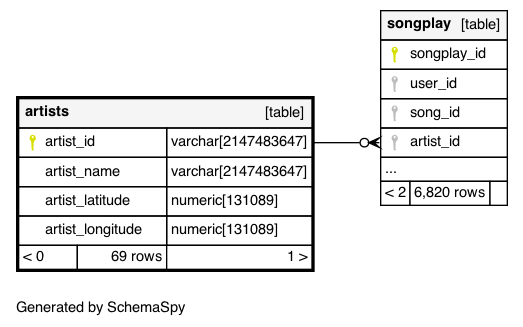 songplay [table]
songplay_id
user_id
song_id
artist_id
...
< 2 6,820 rows
artists [table]
artist_id varchar[2147483647]
artist_name varchar[2147483647]
artist_latitude numeric[131089]
artist_longitude numeric[131089]
< 0 69 rows 1 >
Generated by SchemaSpy